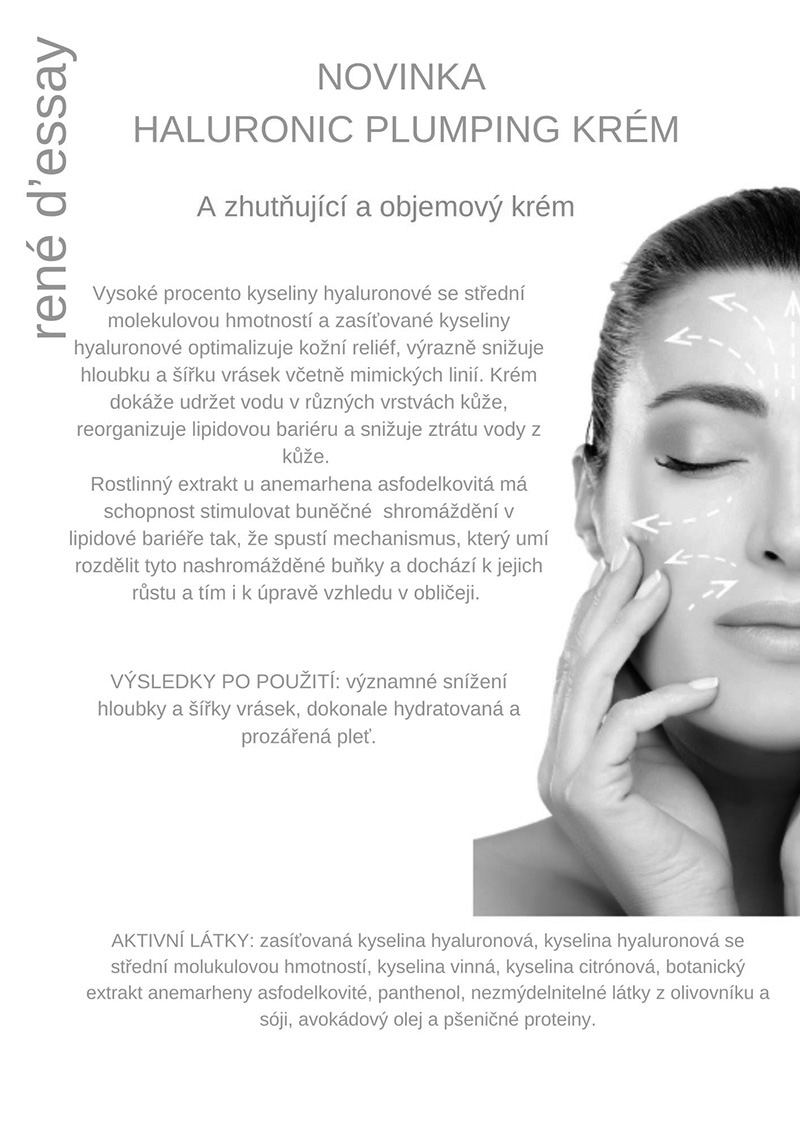 rené d’essay
NOVINKA
HALURONIC PLUMPING KRÉM
A zhutňující a objemový krém
Vysoké procento kyseliny hyaluronové se střední
molekulovou hmotností a zasíťované kyseliny
hyaluronové optimalizuje kožní reliéf, výrazně snižuje
hloubku a šířku vrásek včetně mimických linií. Krém
dokáže udržet vodu v různých vrstvách kůže,
reorganizuje lipidovou bariéru a snižuje ztrátu vody z
kůže.
Rostlinný extrakt u anemarhena asfodelkovitá má
schopnost stimulovat buněčné  shromáždění v
lipidové bariéře tak, že spustí mechanismus, který umí
rozdělit tyto nashromážděné buňky a dochází k jejich
růstu a tím i k úpravě vzhledu v obličeji.
VÝSLEDKY PO POUŽITÍ: významné snížení
hloubky a šířky vrásek, dokonale hydratovaná a
prozářená pleť.
AKTIVNÍ LÁTKY: zasíťovaná kyselina hyaluronová, kyselina hyaluronová se
střední molukulovou hmotností, kyselina vinná, kyselina citrónová, botanický
extrakt anemarheny asfodelkovité, panthenol, nezmýdelnitelné látky z olivovníku a
sóji, avokádový olej a pšeničné proteiny.